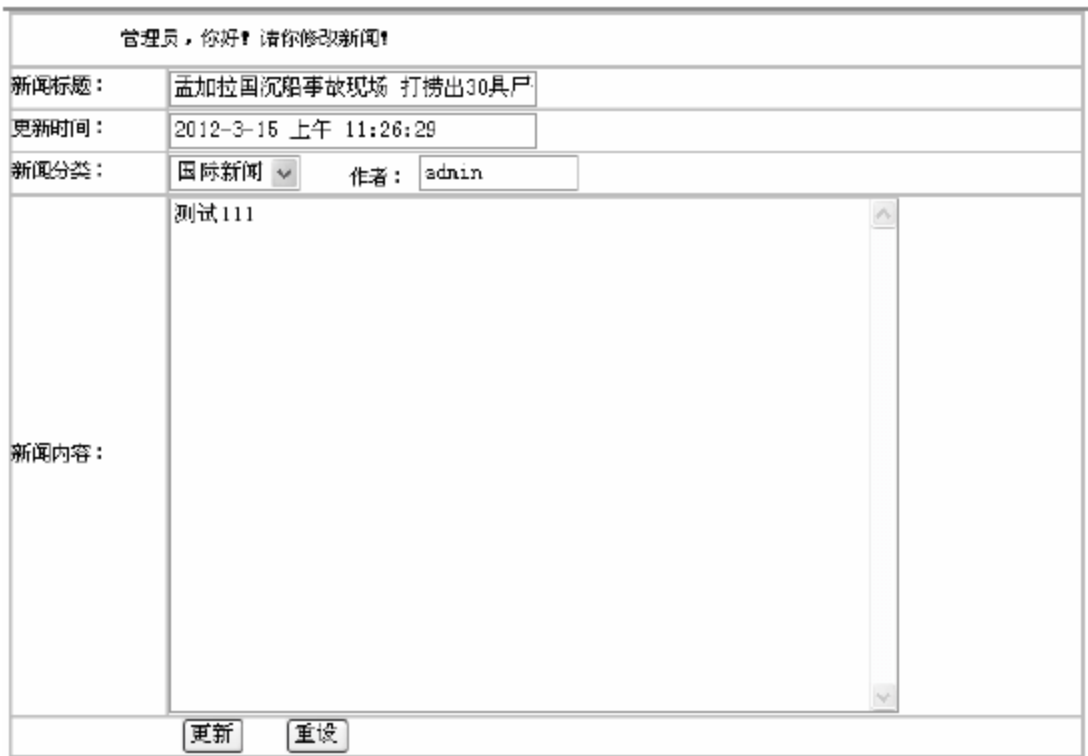 管理员，你好！请你修改新闻！
新闻标题： 孟加拉国沉船事故现场 打捞出30具尸
更新时间： 2012-3-15 上午 11:26:29
新闻分类： 国际新闻 作者： admin
测试111
新闻内容：
更新 重设